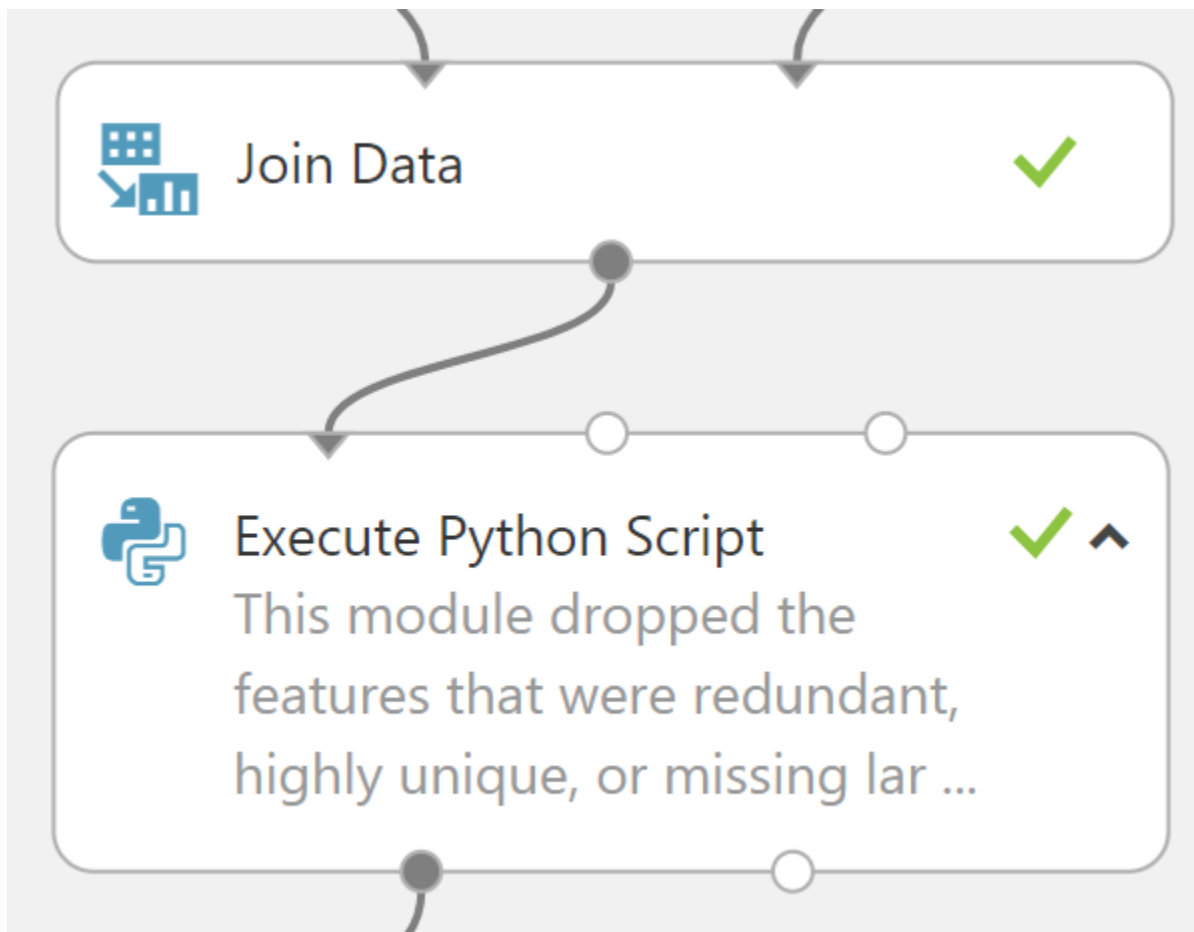 Join Data
Execute Python Script
This module dropped the
features that were redundant,
highly unique, or missing lar ...